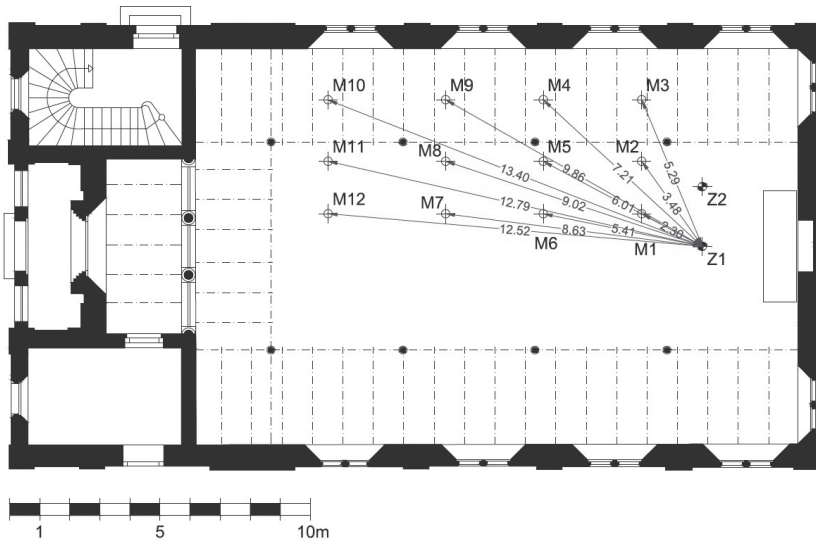 M10 M9 M4 M3
M11 M8 M5 M2
M12 M7 M6 M1
Z2
Z1
13.40 9.86 7.21 5.29
12.79 9.02 6.01 3.48
12.52 8.63 5.41 2.30
1 5 10m